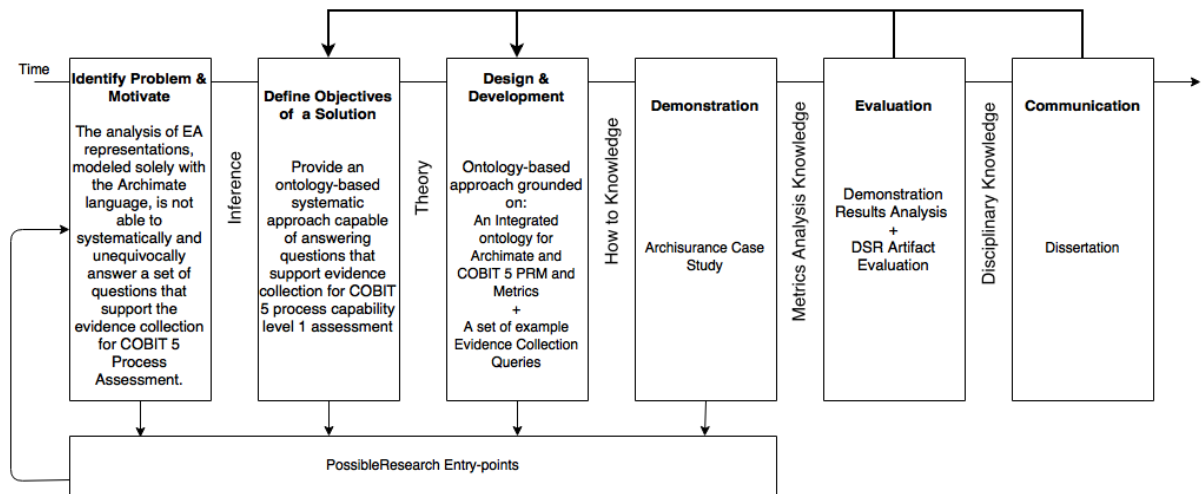 Time
Identify Problem &
Motivate
The analysis of EA
representations,
modeled solely with
the Archimate
language, is not
able to
systematically and
unequivocally
answer a set of
questions that
support the
evidence collection
for COBIT 5
Process
Assessment.
Inference
Define Objectives
of a Solution
Provide an
ontology-based
systematic
approach capable
of answering
questions that
support evidence
collection for COBIT
5 process capability
level 1 assessment
Theory
Design &
Development
Ontology-based
approach grounded
on:
An Integrated
ontology for
Archimate and
COBIT 5 PRM and
Metrics
+
A set of example
Evidence Collection
Queries
How to Knowledge
Demonstration
Archisurance Case
Study
Metrics Analysis Knowledge
Evaluation
Demonstration
Results Analysis
+
DSR Artifact
Evaluation
Disciplinary Knowledge
Communication
Dissertation
PossibleResearch Entry-points